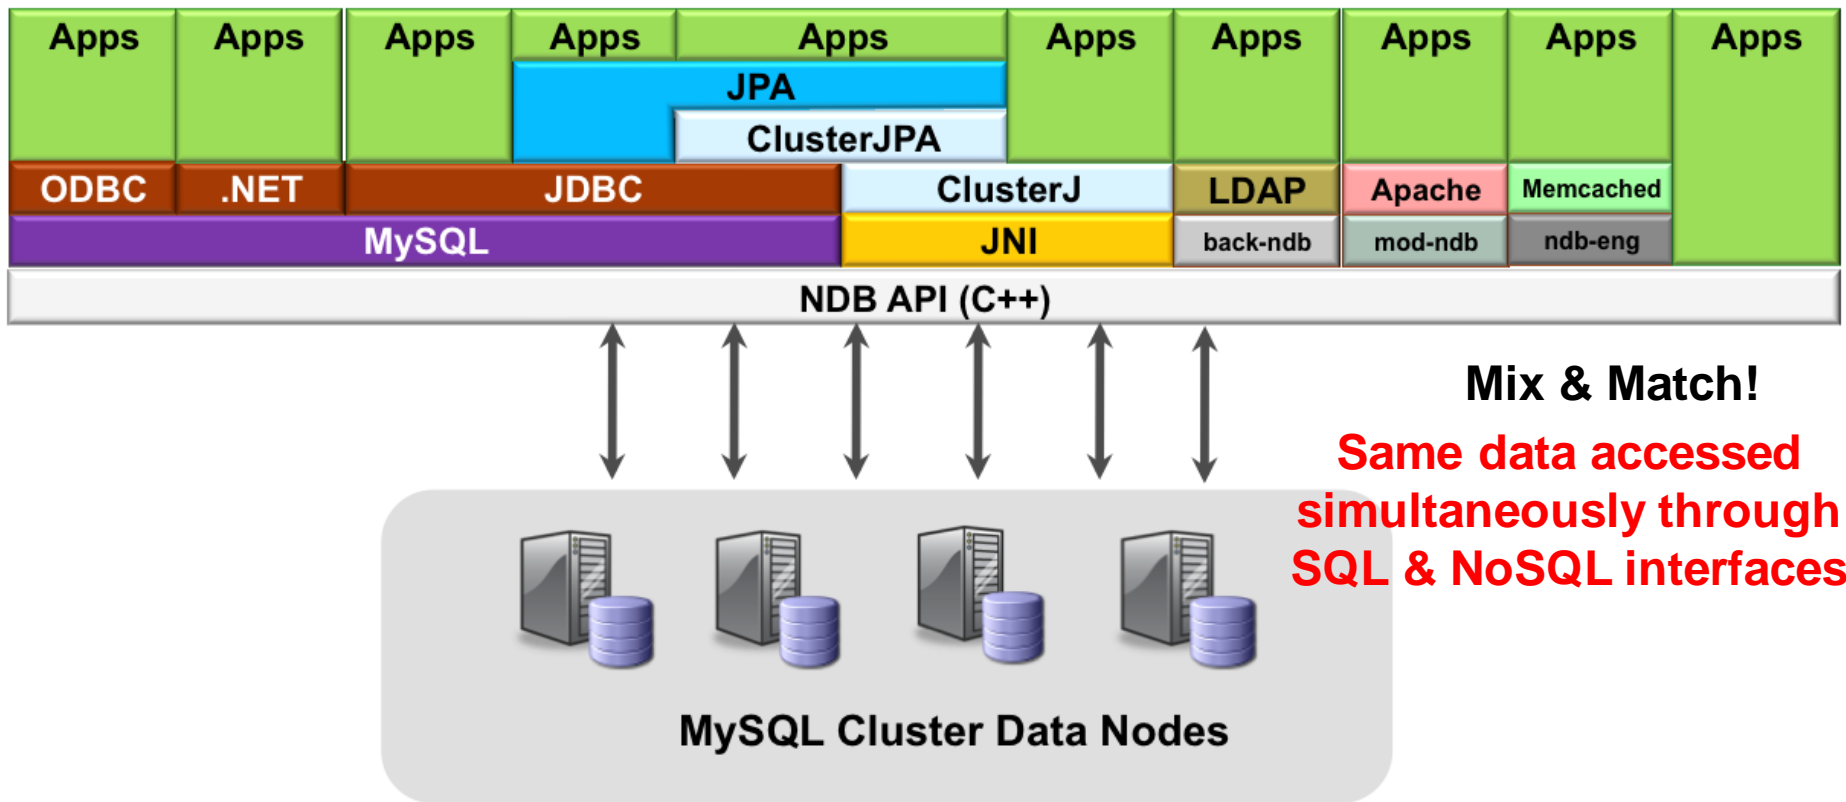 Apps Apps Apps Apps Apps Apps Apps Apps Apps Apps
JPA
ClusterJPA
ODBC .NET JDBC ClusterJ LDAP Apache Memcached
MySQL JNI back-ndb mod-ndb ndb-eng
NDB API (C++)
Mix & Match!
Same data accessed
simultaneously through
SQL & NoSQL interfaces
MySQL Cluster Data Nodes